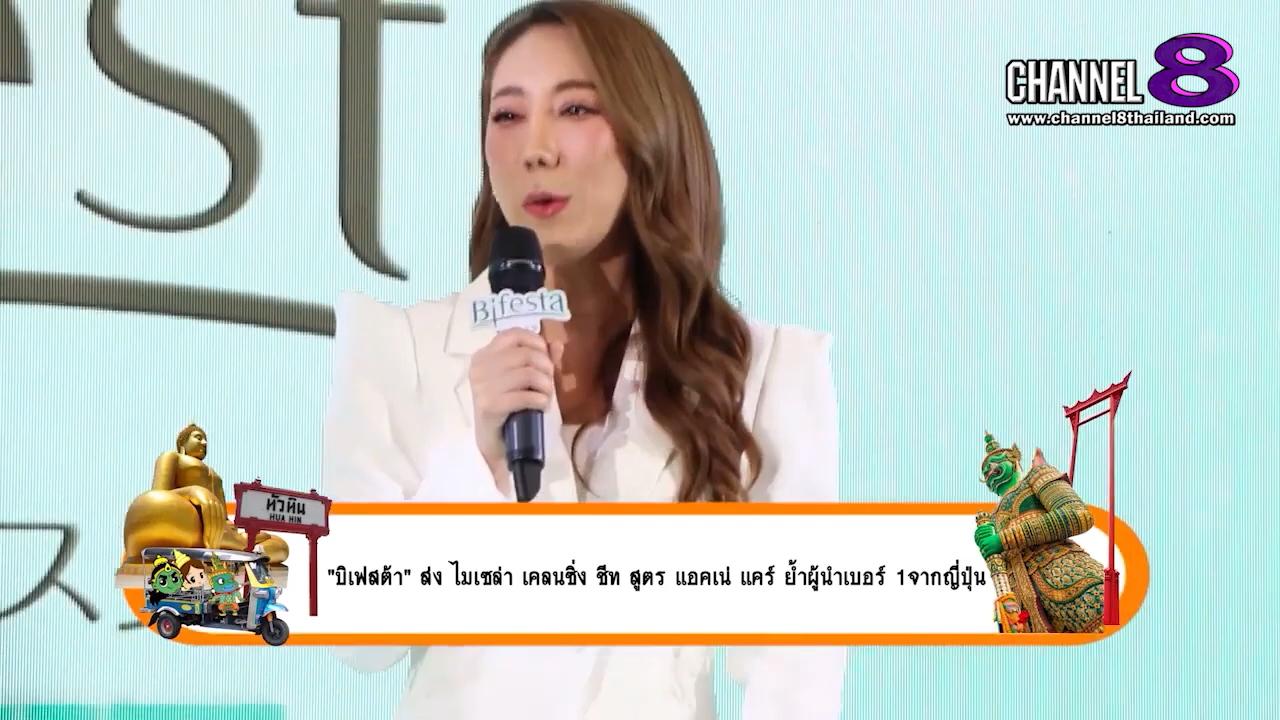 CHANNEL 8
www.channel8thailand.com
st
Bifesta
หัวหิน
HUA HIN
"บิเฟสต้า" ส่ง ไมเซล่า เคลนซิ่ง ชีท สูตร แอคเน่ แคร์ ย้ำผู้นำเบอร์ 1จากญี่ปุ่น
ス